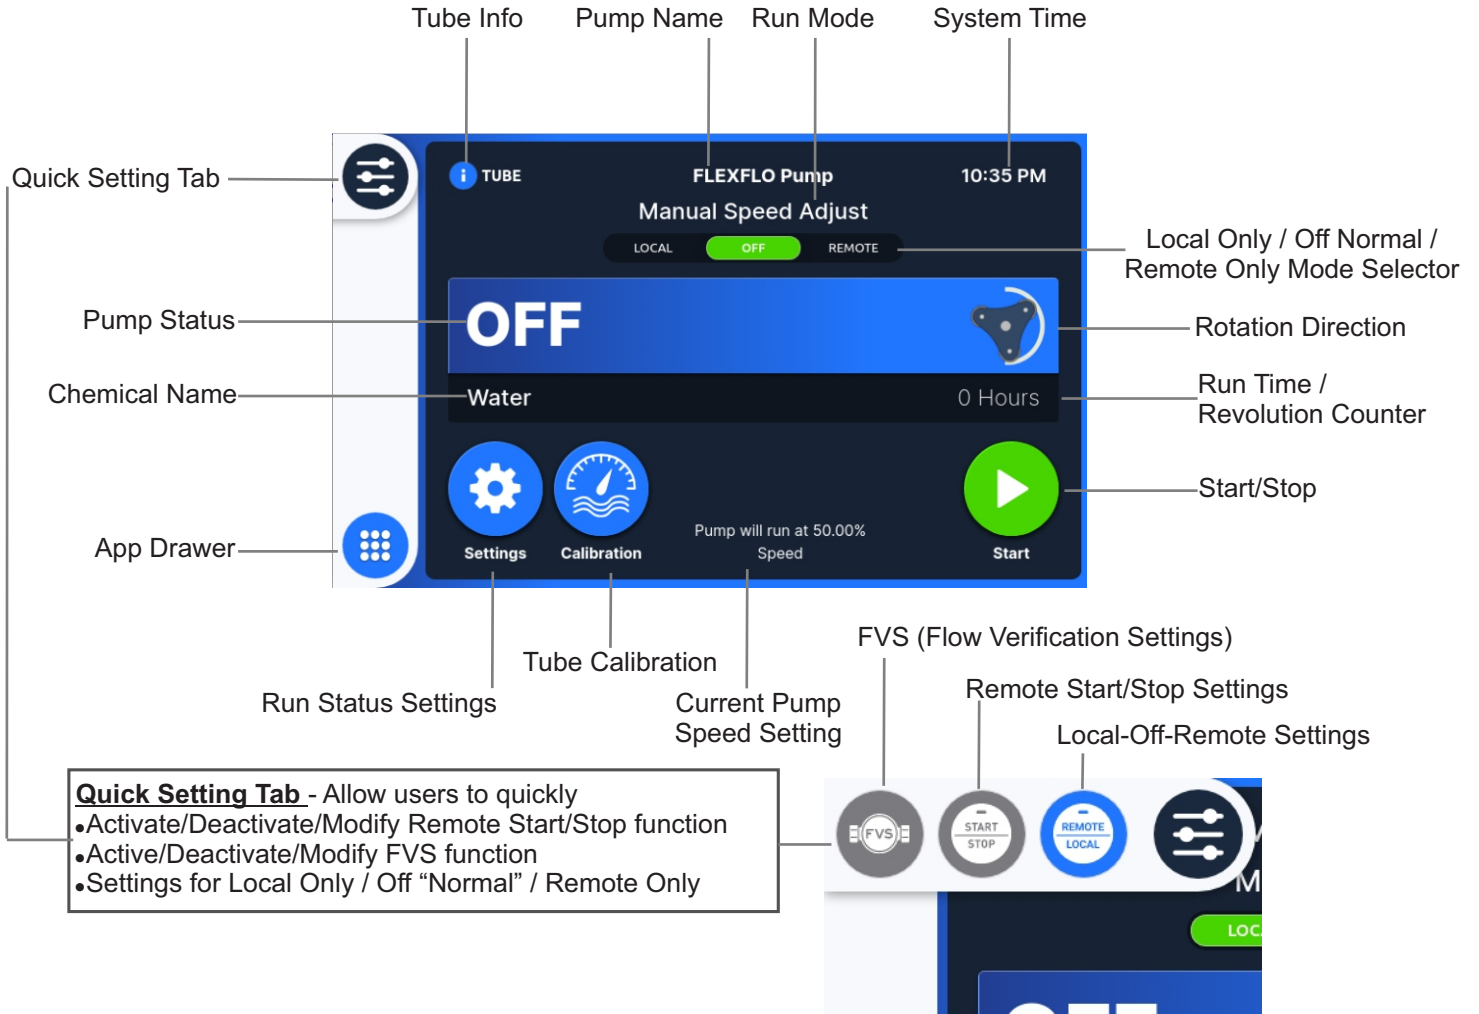 Tube Info
Pump Name
Run Mode
System Time
Quick Setting Tab
i TUBE
FLEXFLO Pump
10:35 PM
Manual Speed Adjust
LOCAL
OFF
REMOTE
Local Only / Off Normal /
Remote Only Mode Selector
Pump Status
OFF
Rotation Direction
Chemical Name
Water
0 Hours
Run Time /
Revolution Counter
Start/Stop
App Drawer
Pump will run at 50.00%
Speed
Settings
Calibration
Start
Tube Calibration
Run Status Settings
Current Pump
Speed Setting
FVS (Flow Verification Settings)
Remote Start/Stop Settings
Local-Off-Remote Settings
Quick Setting Tab - Allow users to quickly
•Activate/Deactivate/Modify Remote Start/Stop function
•Active/Deactivate/Modify FVS function
•Settings for Local Only / Off “Normal” / Remote Only
FVS
START
STOP
REMOTE
LOCAL
M
LOC